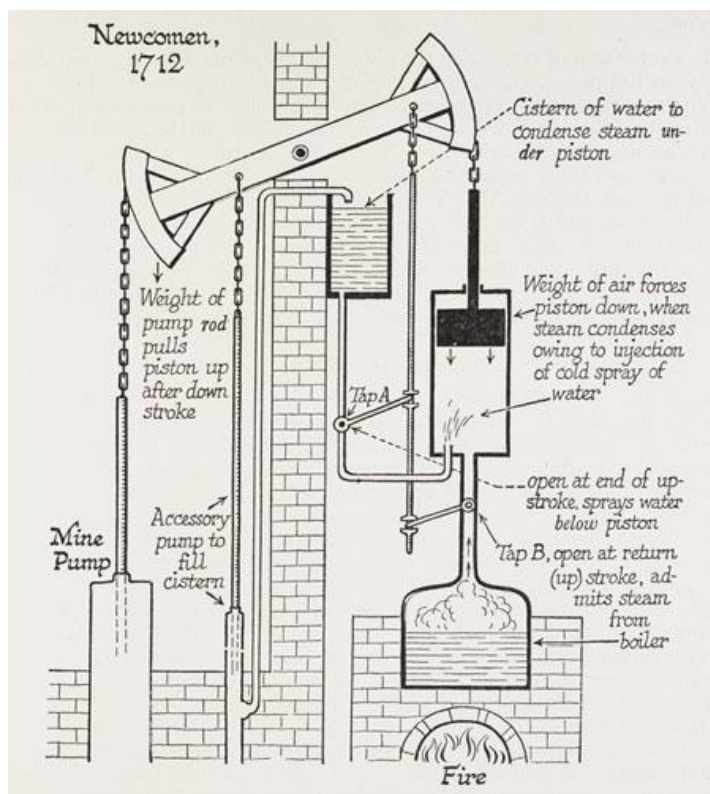 Newcomen,
1712
Cistern of water to
condense steam un-
der piston
Weight of
pump rod
pulls
piston up
after down
stroke
Weight of air forces
piston down, when
steam condenses
owing to injection
of cold spray of
water
Tap A
open at end of up-
stroke, sprays water
below piston
Accessory
pump to
fill
cistern
Mine
Pump
Tap B, open at return
(up) stroke, ad-
mits steam
from
boiler
Fire